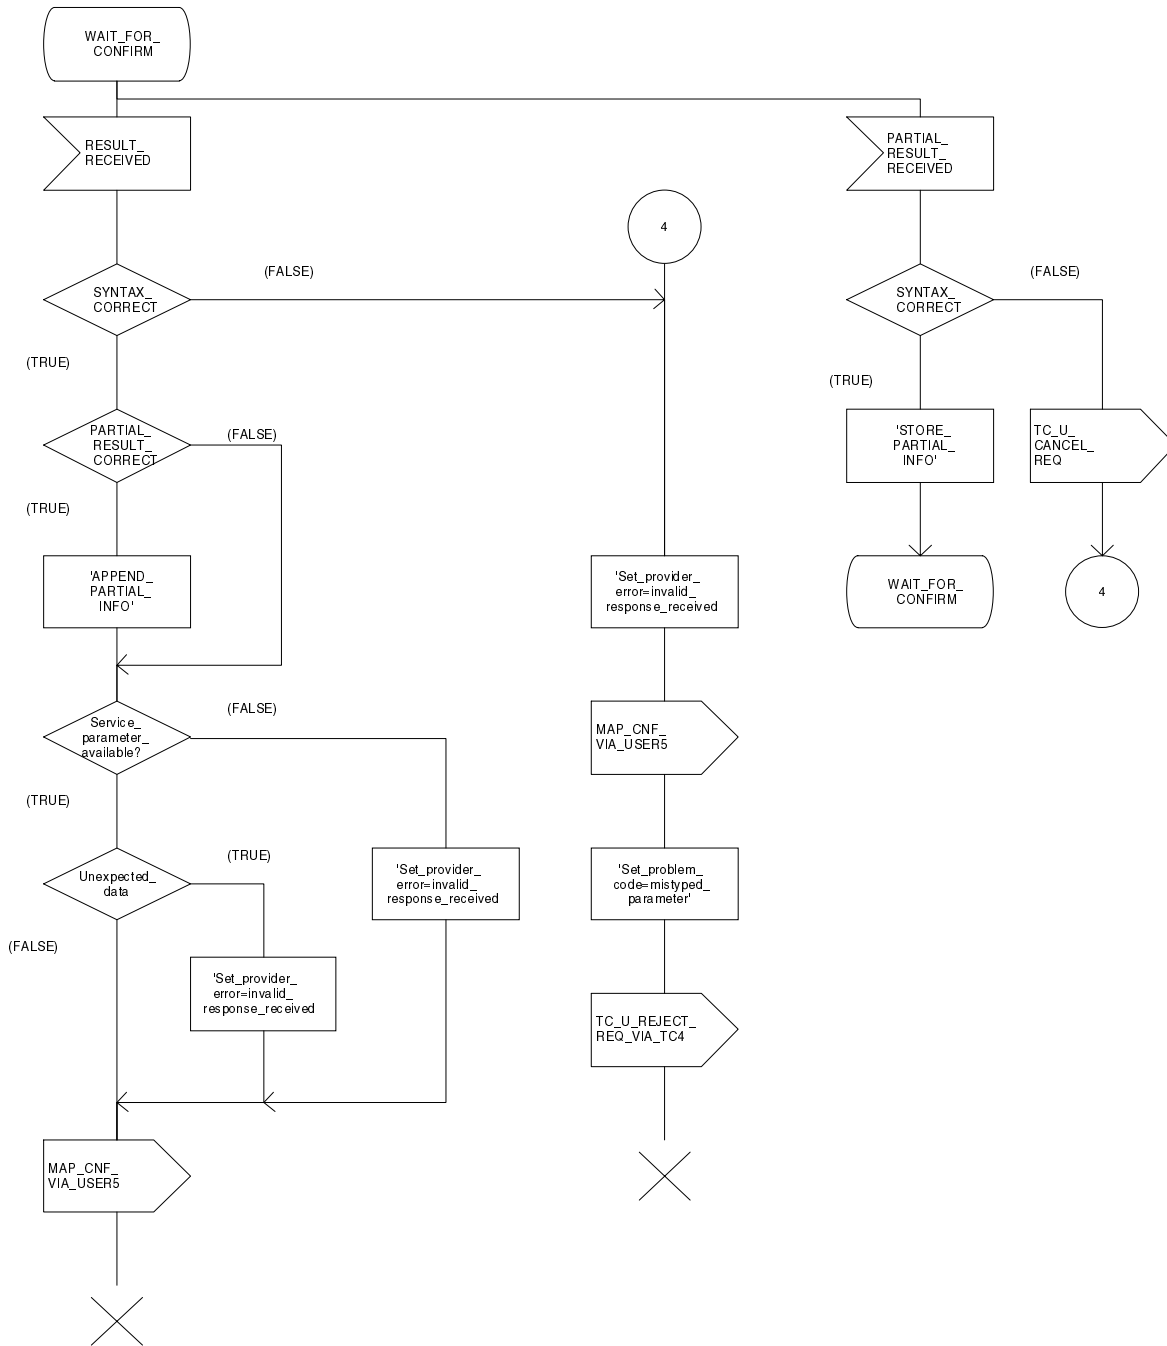 WAIT_FOR_
CONFIRM
RESULT_
RECEIVED
PARTIAL_
RESULT_
RECEIVED
4
(FALSE)
(FALSE)
SYNTAX_
CORRECT
SYNTAX_
CORRECT
(TRUE)
(TRUE)
PARTIAL_
RESULT_
CORRECT
(FALSE)
'STORE_
PARTIAL_
INFO'
TC_U_
CANCEL_
REQ
(TRUE)
'APPEND_
PARTIAL_
INFO'
'Set_provider_
error=invalid_
response_received
WAIT_FOR_
CONFIRM
4
(FALSE)
Service_
parameter_
available?
MAP_CNF_
VIA_USER5
(TRUE)
(TRUE)
Unexpected_
data
'Set_provider_
error=invalid_
response_received
'Set_problem_
code=mistyped_
parameter'
(FALSE)
'Set_provider_
error=invalid_
response_received
TC_U_REJECT_
REQ_VIA_TC4
MAP_CNF_
VIA_USER5